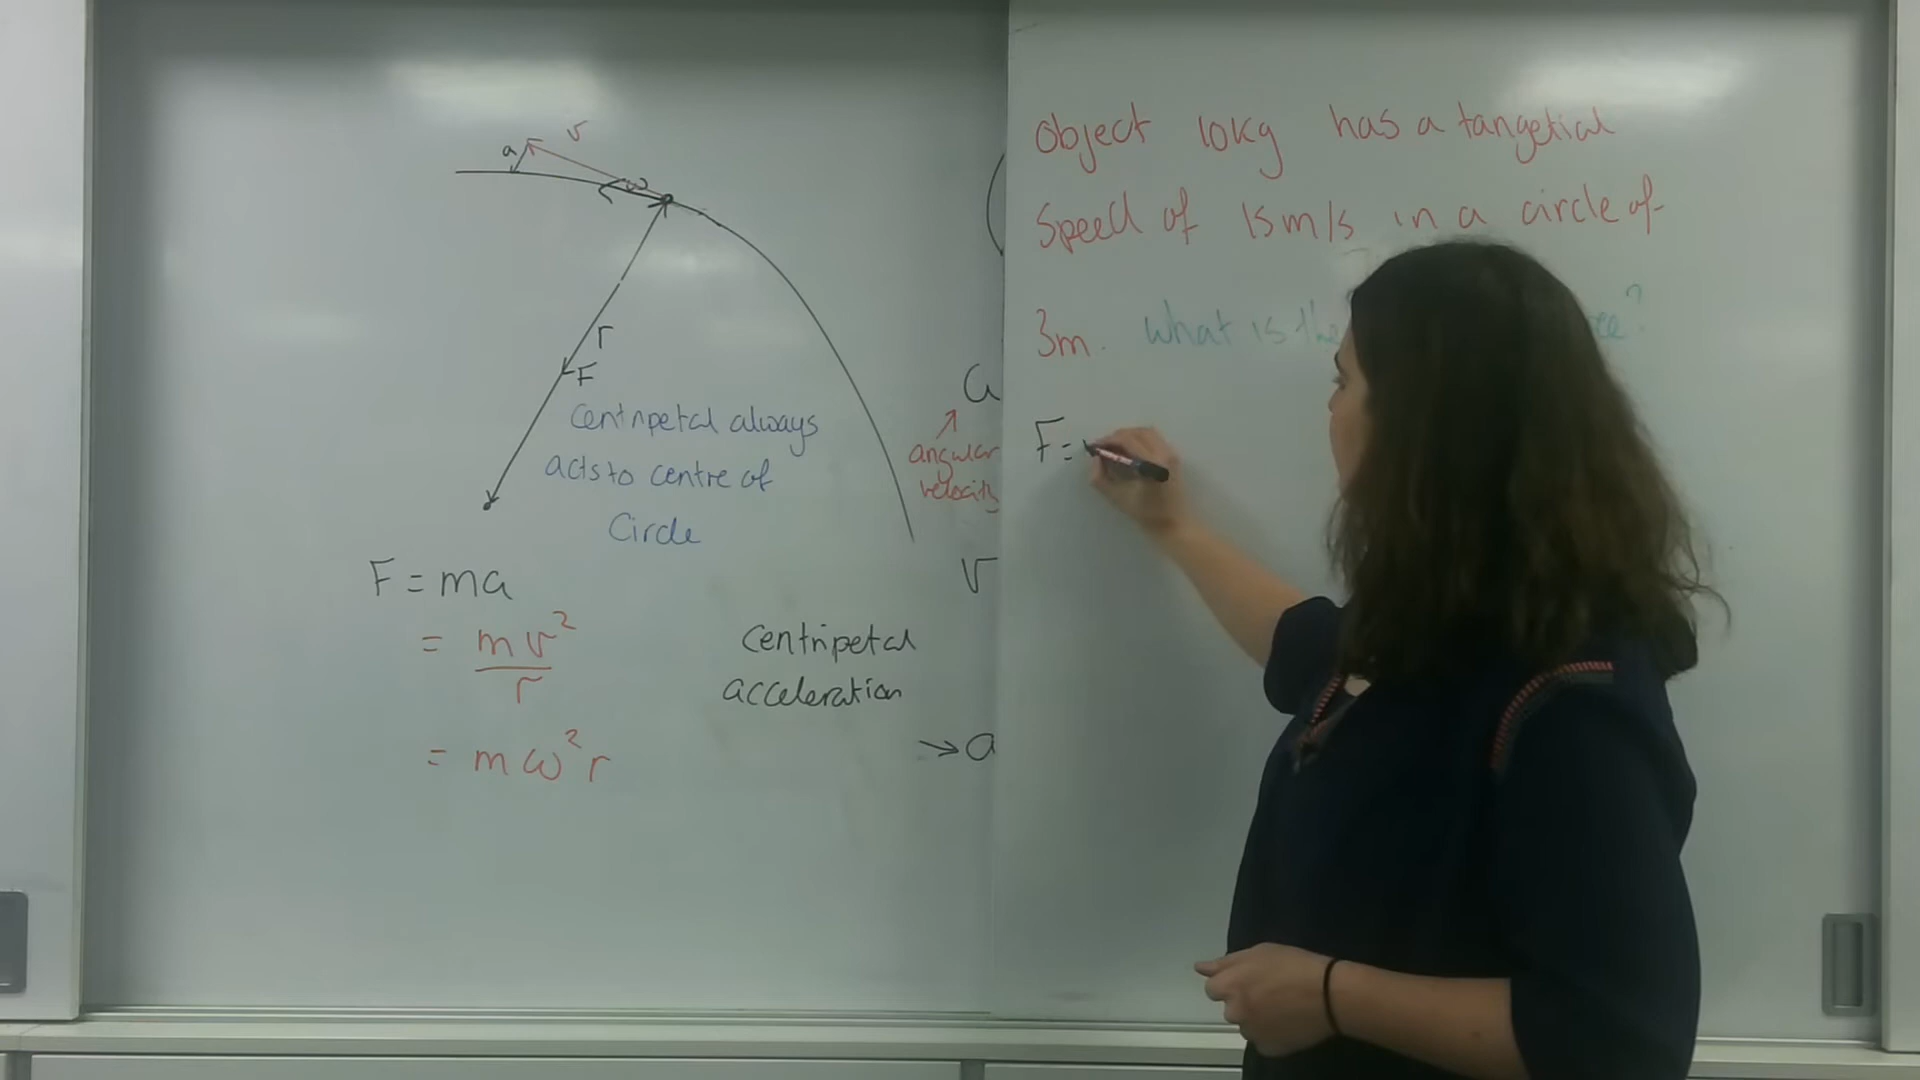 v
a
ω
r
F
Centripetal always
acts to centre of
Circle
F = ma
= mv²
r
= mω²r
Centripetal
acceleration
→ a
angular
velocity
v
Object 10kg has a tangetial
Speed of 15m/s in a circle of
3m. What is the ?
F=